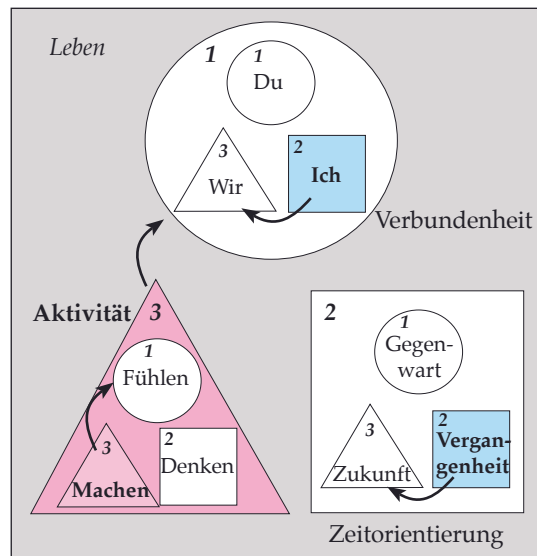 Leben
1
1
Du
3
Wir
2
Ich
Verbundenheit
Aktivität
3
1
Fühlen
3
Machen
2
Denken
2
1
Gegen-
wart
3
Zukunft
2
Vergan-
genheit
Zeitorientierung